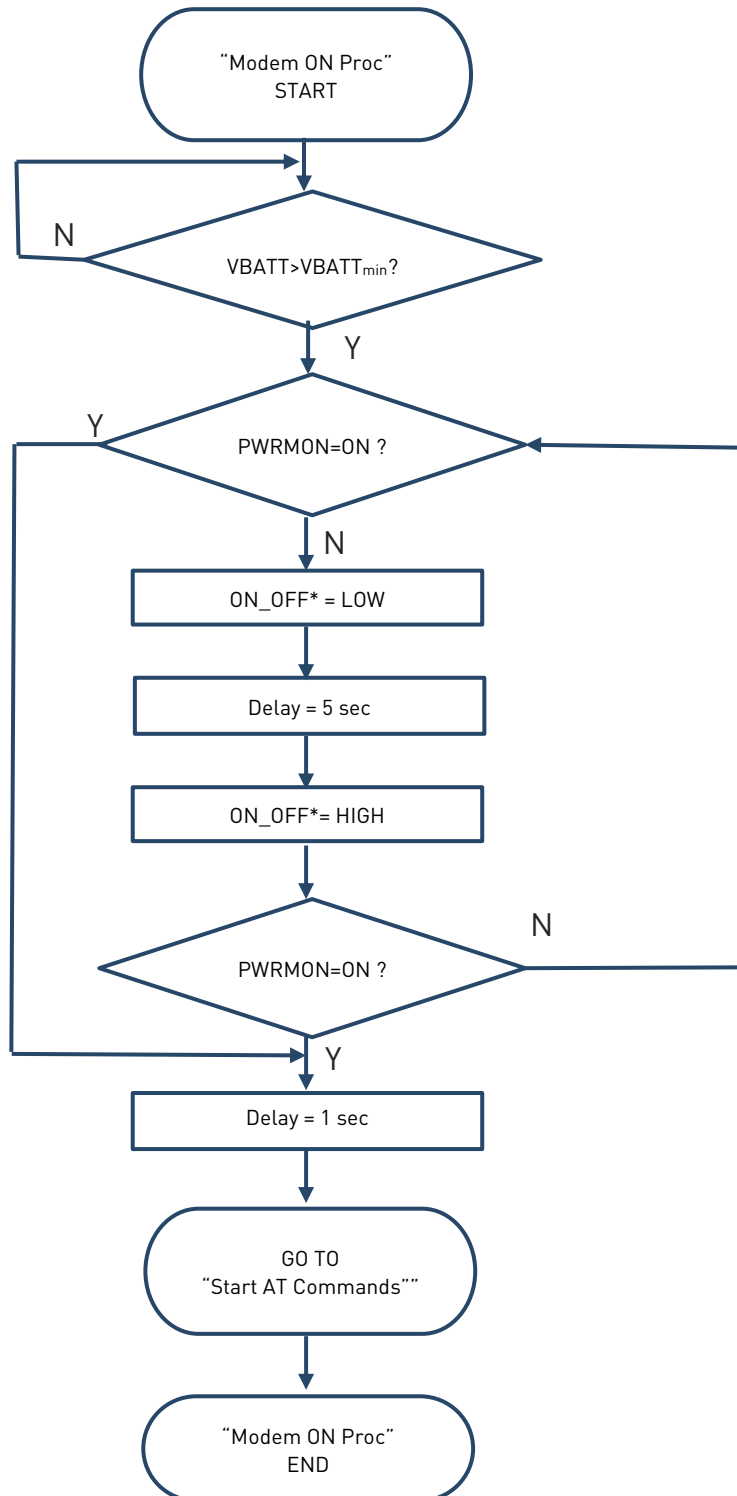 “Modem ON Proc”
START
N
VBATT>VBATTmin?
Y
Y
PWRMON=ON ?
N
ON_OFF* = LOW
Delay = 5 sec
ON_OFF*= HIGH
N
PWRMON=ON ?
Y
Delay = 1 sec
GO TO
“Start AT Commands””
“Modem ON Proc”
END